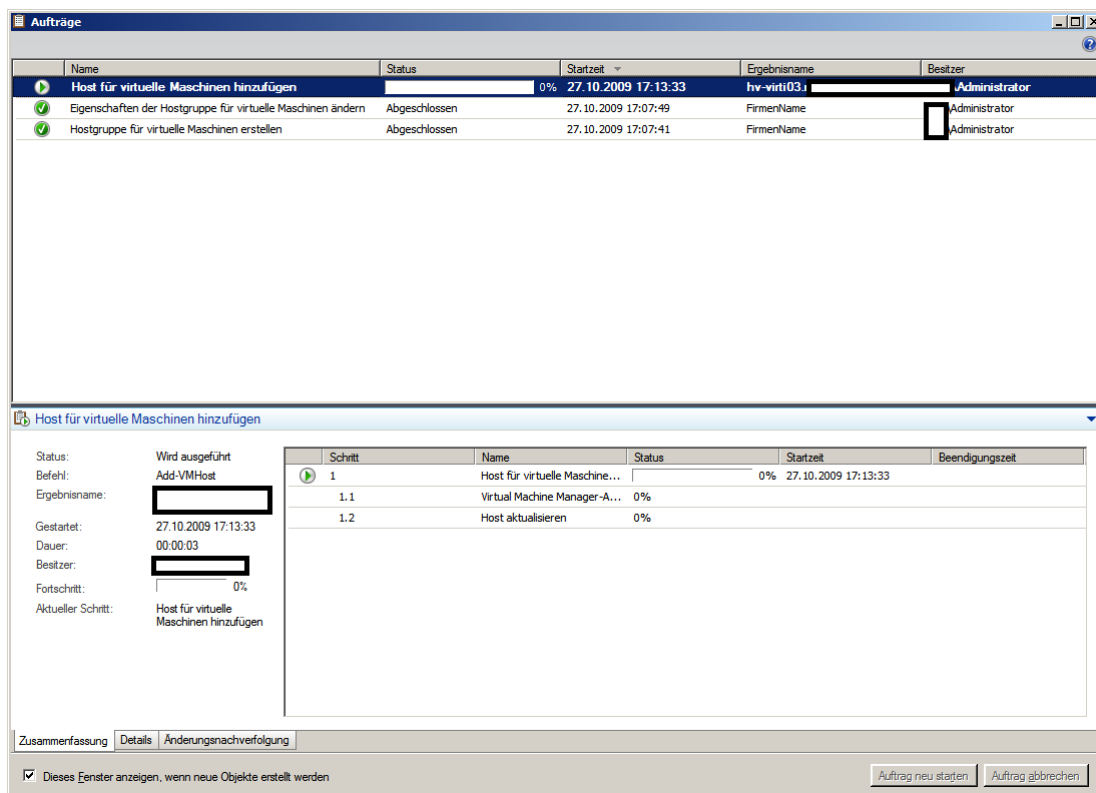 Aufträge
Name Status Startzeit Ergebnisname Besitzer
Host für virtuelle Maschinen hinzufügen 0% 27.10.2009 17:13:33 hv-virti03. \Administrator
Eigenschaften der Hostgruppe für virtuelle Maschinen ändern Abgeschlossen 27.10.2009 17:07:49 FirmenName \Administrator
Hostgruppe für virtuelle Maschinen erstellen Abgeschlossen 27.10.2009 17:07:41 FirmenName \Administrator
Host für virtuelle Maschinen hinzufügen
Status: Wird ausgeführt
Befehl: Add-VMHost
Ergebnisname:
Gestartet: 27.10.2009 17:13:33
Dauer: 00:00:03
Besitzer:
Fortschritt: 0%
Aktueller Schritt: Host für virtuelle
Maschinen hinzufügen
Schritt Name Status Startzeit Beendigungszeit
1 Host für virtuelle Maschine... 0% 27.10.2009 17:13:33
1.1 Virtual Machine Manager-A... 0%
1.2 Host aktualisieren 0%
Zusammenfassung Details Änderungsnachverfolgung
Dieses Fenster anzeigen, wenn neue Objekte erstellt werden
Auftrag neu starten Auftrag abbrechen